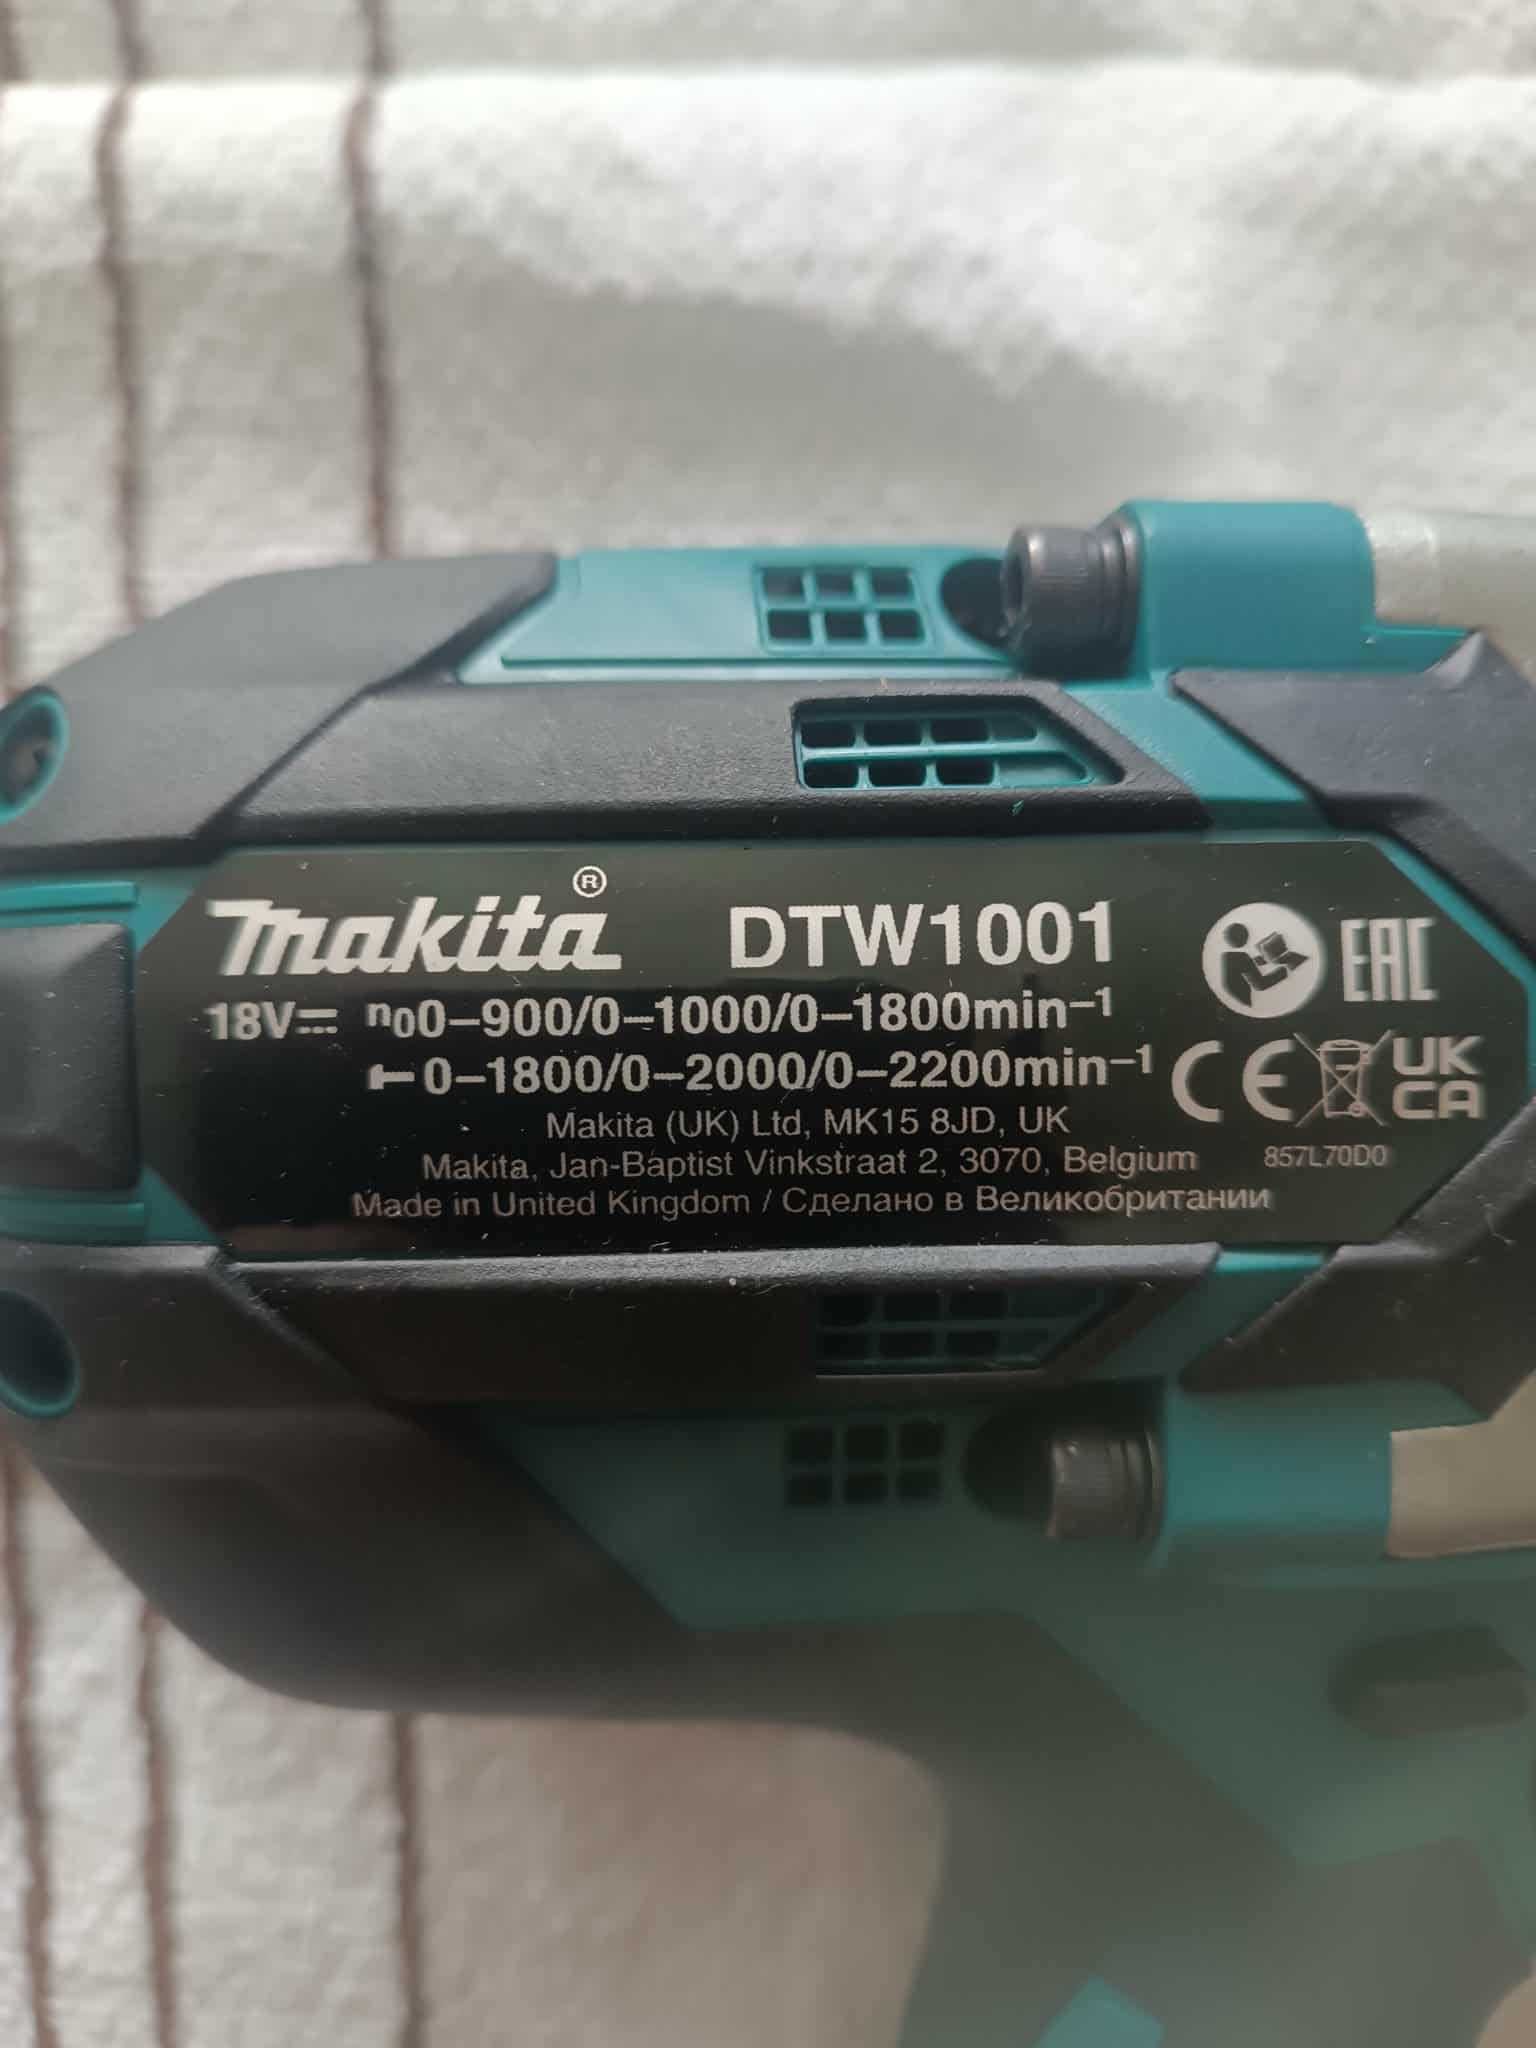 makita® DTW1001
18V n₀0–900/0–1000/0–1800min⁻¹
0–1800/0–2000/0–2200min⁻¹
EAC
CE
UK
CA
Makita (UK) Ltd, MK15 8JD, UK
Makita, Jan-Baptist Vinkstraat 2, 3070, Belgium 857L70D0
Made in United Kingdom / Сделано в Великобритании